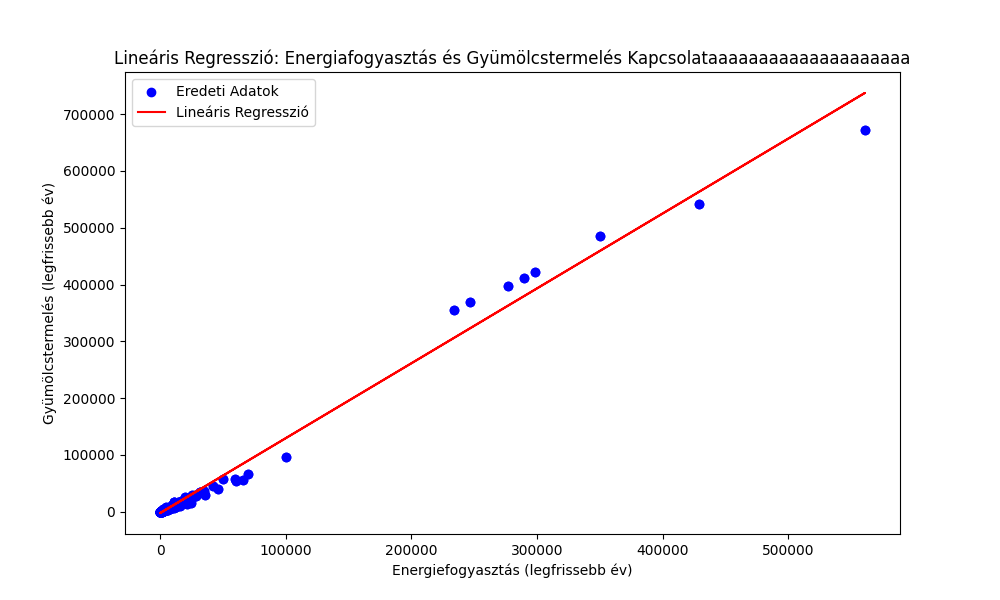 Lineáris Regresszió: Energiafogyasztás és Gyümölcstermelés Kapcsolataaaaaaaaaaaaaaaaaaaaa
Eredeti Adatok
Lineáris Regresszió
Gyümölcstermelés (legfrissebb év)
700000
600000
500000
400000
300000
200000
100000
0
0
100000
200000
300000
400000
500000
Energiefogyasztás (legfrissebb év)